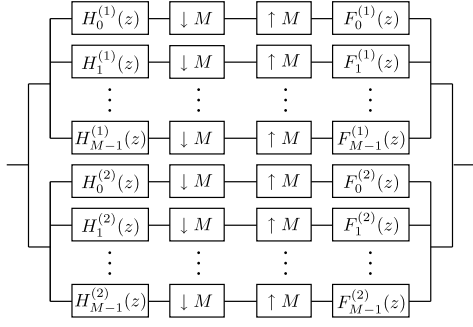 H_0^{(1)}(z) ↓ M ↑ M F_0^{(1)}(z)
H_1^{(1)}(z) ↓ M ↑ M F_1^{(1)}(z)
⋮ ⋮ ⋮ ⋮
H_{M-1}^{(1)}(z) ↓ M ↑ M F_{M-1}^{(1)}(z)
H_0^{(2)}(z) ↓ M ↑ M F_0^{(2)}(z)
H_1^{(2)}(z) ↓ M ↑ M F_1^{(2)}(z)
⋮ ⋮ ⋮ ⋮
H_{M-1}^{(2)}(z) ↓ M ↑ M F_{M-1}^{(2)}(z)